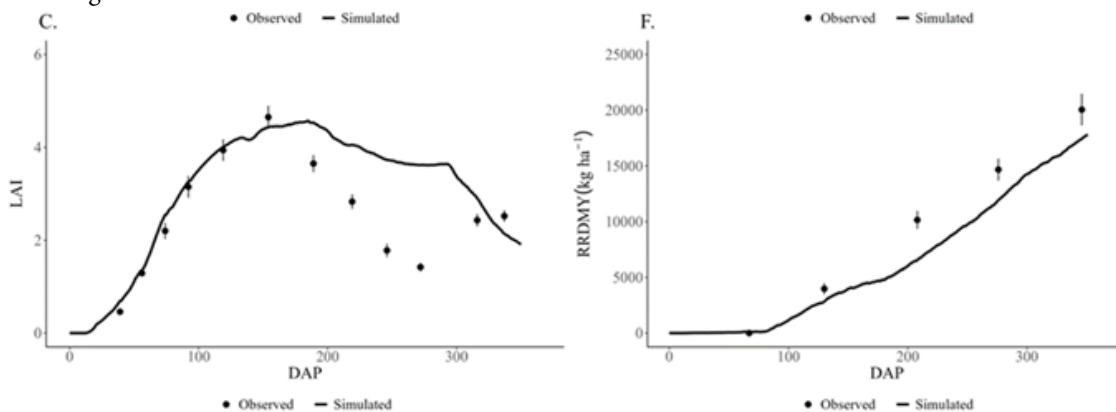 C.
Observed
Simulated
F.
Observed
Simulated
6
4
2
0
LAI
0
100
200
300
DAP
Observed
Simulated
25000
20000
15000
10000
5000
0
RRDMY(kg ha⁻¹)
0
100
200
300
DAP
Observed
Simulated